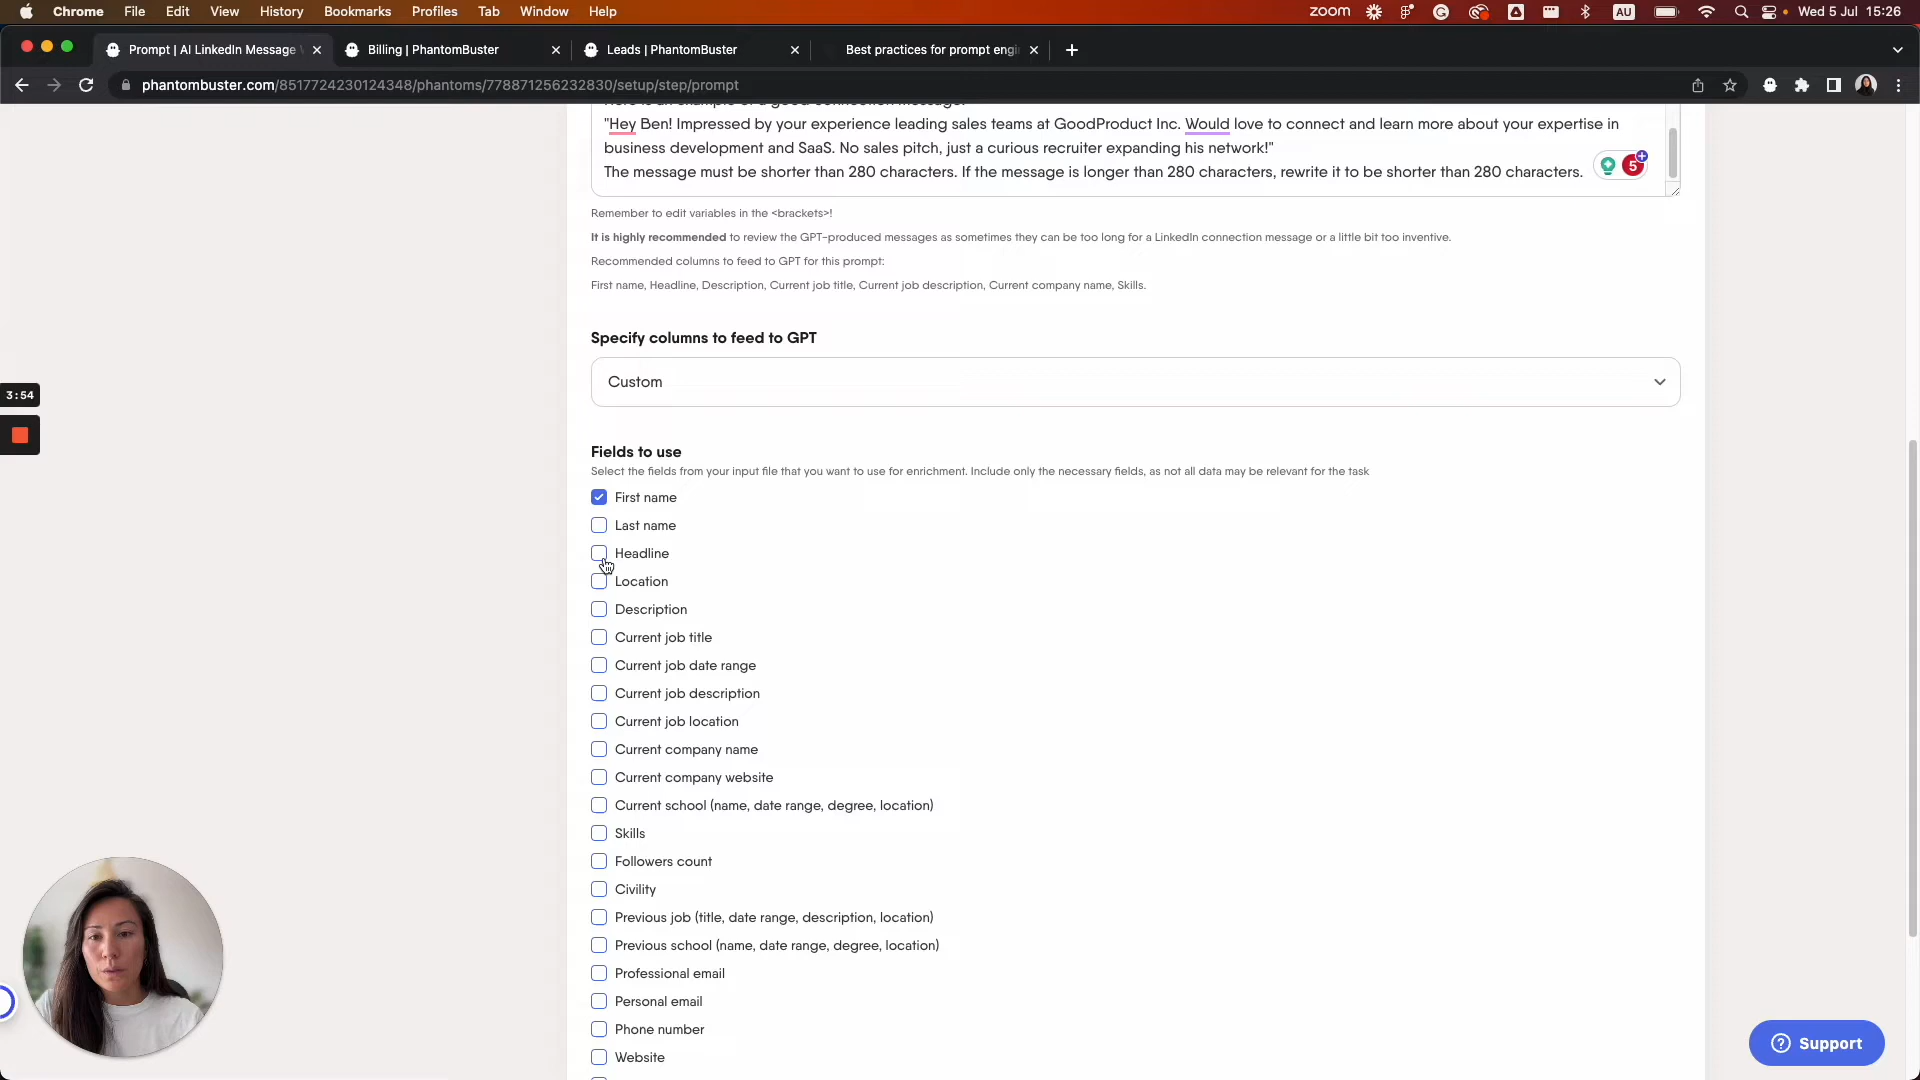 Chrome File Edit View History Bookmarks Profiles Tab Window Help
zoom AU Wed 5 Jul 15:26
Prompt | AI LinkedIn Message
Billing | PhantomBuster
Leads | PhantomBuster
Best practices for prompt engi
phantombuster.com/8517724230124348/phantoms/778871256232830/setup/step/prompt
Here is an example of a good connection message:
"Hey Ben! Impressed by your experience leading sales teams at GoodProduct Inc. Would love to connect and learn more about your expertise in
business development and SaaS. No sales pitch, just a curious recruiter expanding his network!"
The message must be shorter than 280 characters. If the message is longer than 280 characters, rewrite it to be shorter than 280 characters.
5
Remember to edit variables in the <brackets>!
It is highly recommended to review the GPT-produced messages as sometimes they can be too long for a LinkedIn connection message or a little bit too inventive.
Recommended columns to feed to GPT for this prompt:
First name, Headline, Description, Current job title, Current job description, Current company name, Skills.
Specify columns to feed to GPT
Custom
3:54
Fields to use
Select the fields from your input file that you want to use for enrichment. Include only the necessary fields, as not all data may be relevant for the task
First name
Last name
Headline
Location
Description
Current job title
Current job date range
Current job description
Current job location
Current company name
Current company website
Current school (name, date range, degree, location)
Skills
Followers count
Civility
Previous job (title, date range, description, location)
Previous school (name, date range, degree, location)
Professional email
Personal email
Phone number
Website
Support